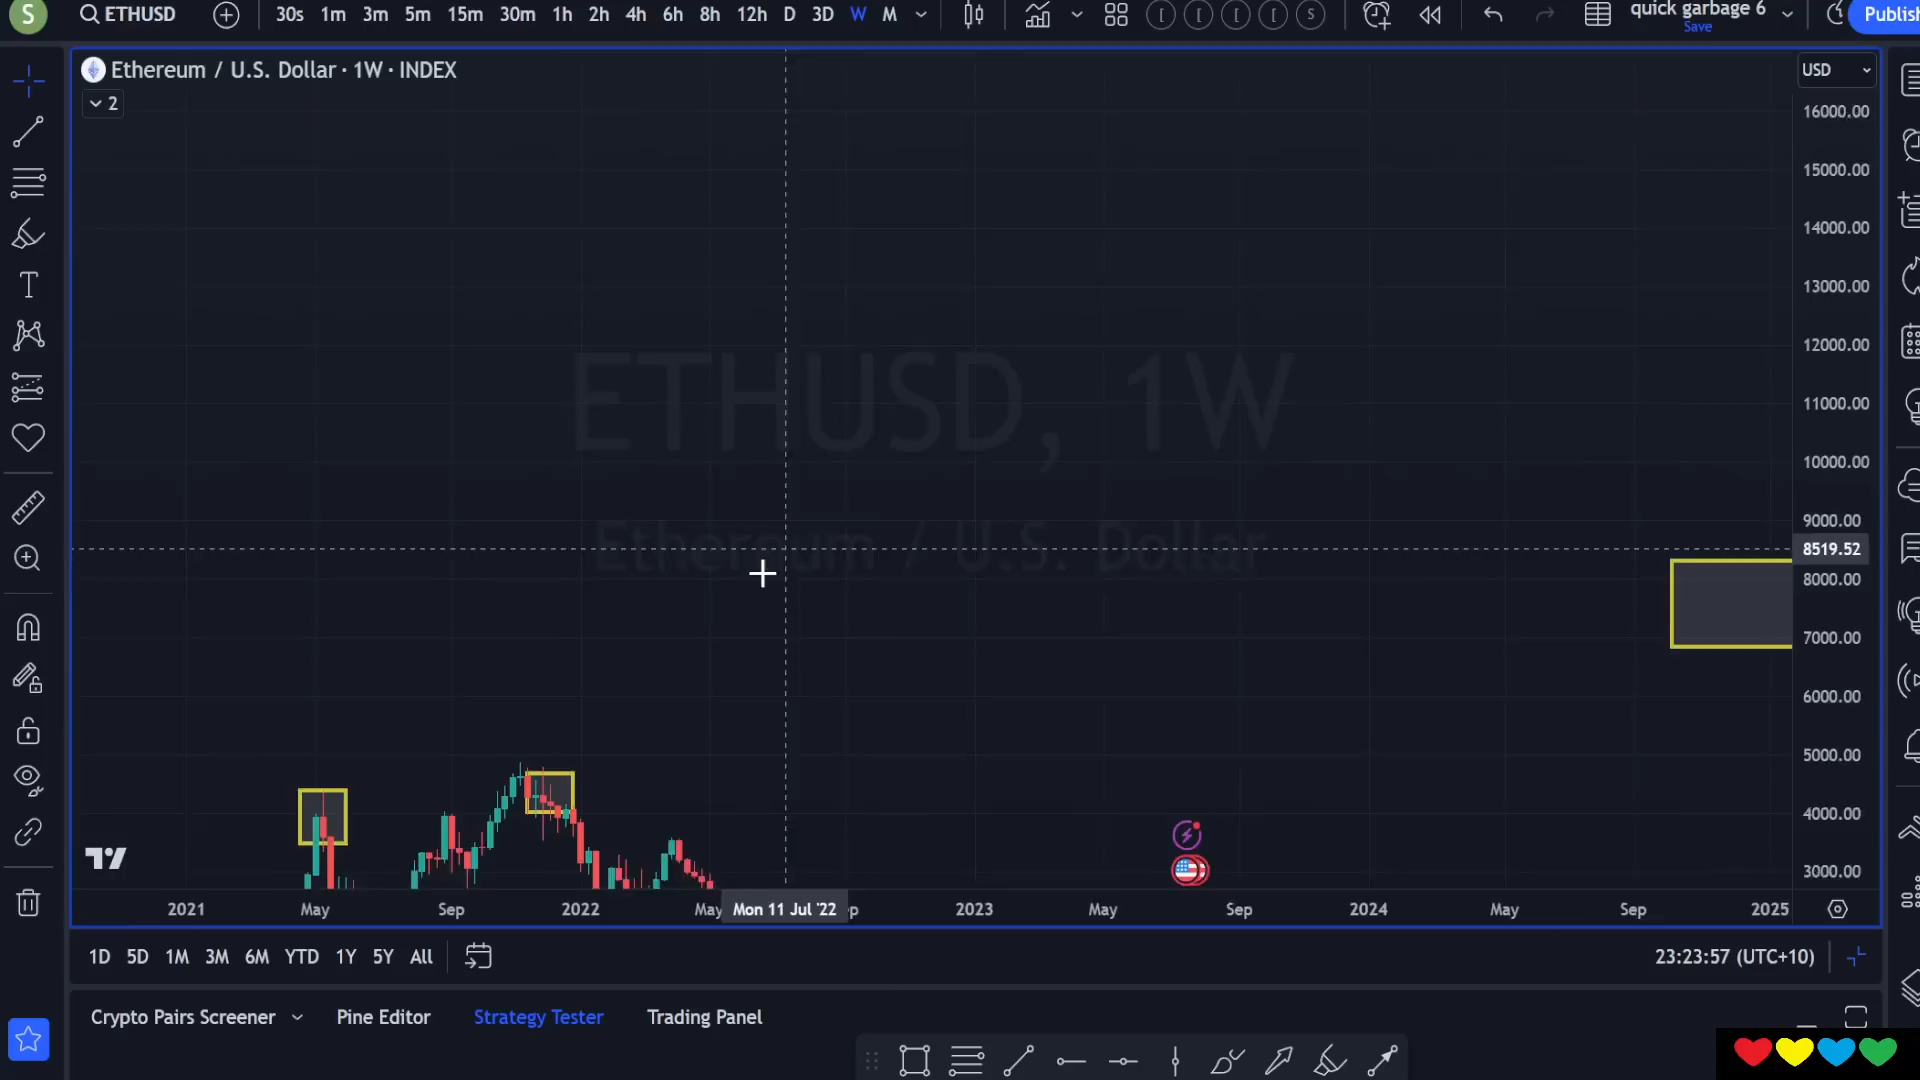 S
ETHUSD 30s 1m 3m 5m 15m 30m 1h 2h 4h 6h 8h 12h D 3D W M [ [ [ [ S quick garbage 6 Publish
Save
Ethereum / U.S. Dollar · 1W · INDEX
USD
2
16000.00
15000.00
14000.00
13000.00
12000.00
11000.00
10000.00
9000.00
8519.52
8000.00
7000.00
6000.00
5000.00
4000.00
3000.00
ETHUSD, 1W
Ethereum / U.S. Dollar
2021 May Sep 2022 May Mon 11 Jul '22 2023 May Sep 2024 May Sep 2025
1D 5D 1M 3M 6M YTD 1Y 5Y All 23:23:57 (UTC+10)
Crypto Pairs Screener Pine Editor Strategy Tester Trading Panel